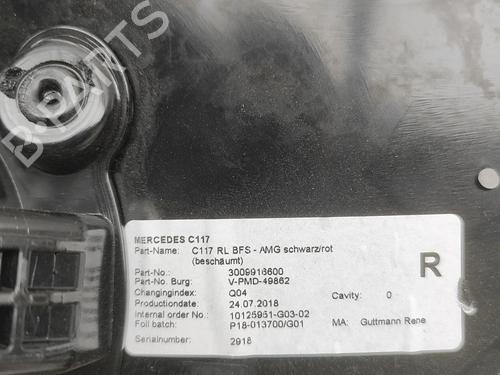 B-PARTS
MERCEDES C117
Part-Name: C117 RL BFS - AMG schwarz/rot
(beschäumt)
R
Part-No.: 3009916600
Part-No. Burg: V-PMD-49862
Changingindex: Q04 Cavity: 0
Productiondate: 24.07.2018
Internal order No.: 10125951-G03-02
Foil batch: P18-013700/G01 MA: Guttmann Rene
Serialnumber: 2918